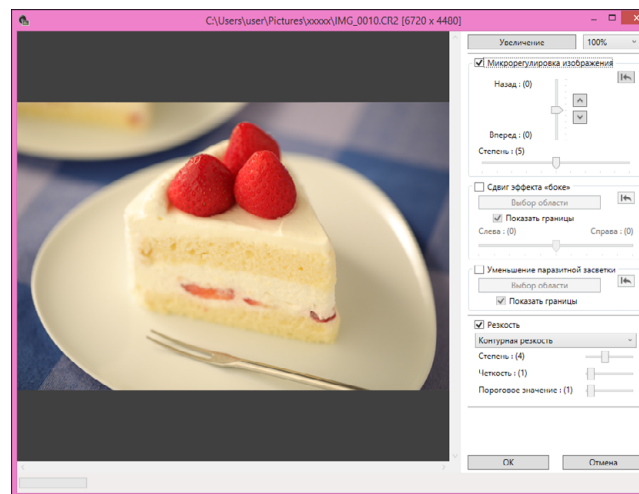 C:\Users\user\Pictures\xxxxx\IMG_0010.CR2 [6720 x 4480]
Увеличение 100%
Микрорегулировка изображения
Назад : (0)
Вперед : (0)
Степень : (5)
Сдвиг эффекта «боке»
Выбор области
Показать границы
Слева : (0) Справа : (0)
Уменьшение паразитной засветки
Выбор области
Показать границы
Резкость
Контурная резкость
Степень : (4)
Четкость : (1)
Пороговое значение : (1)
OK Отмена